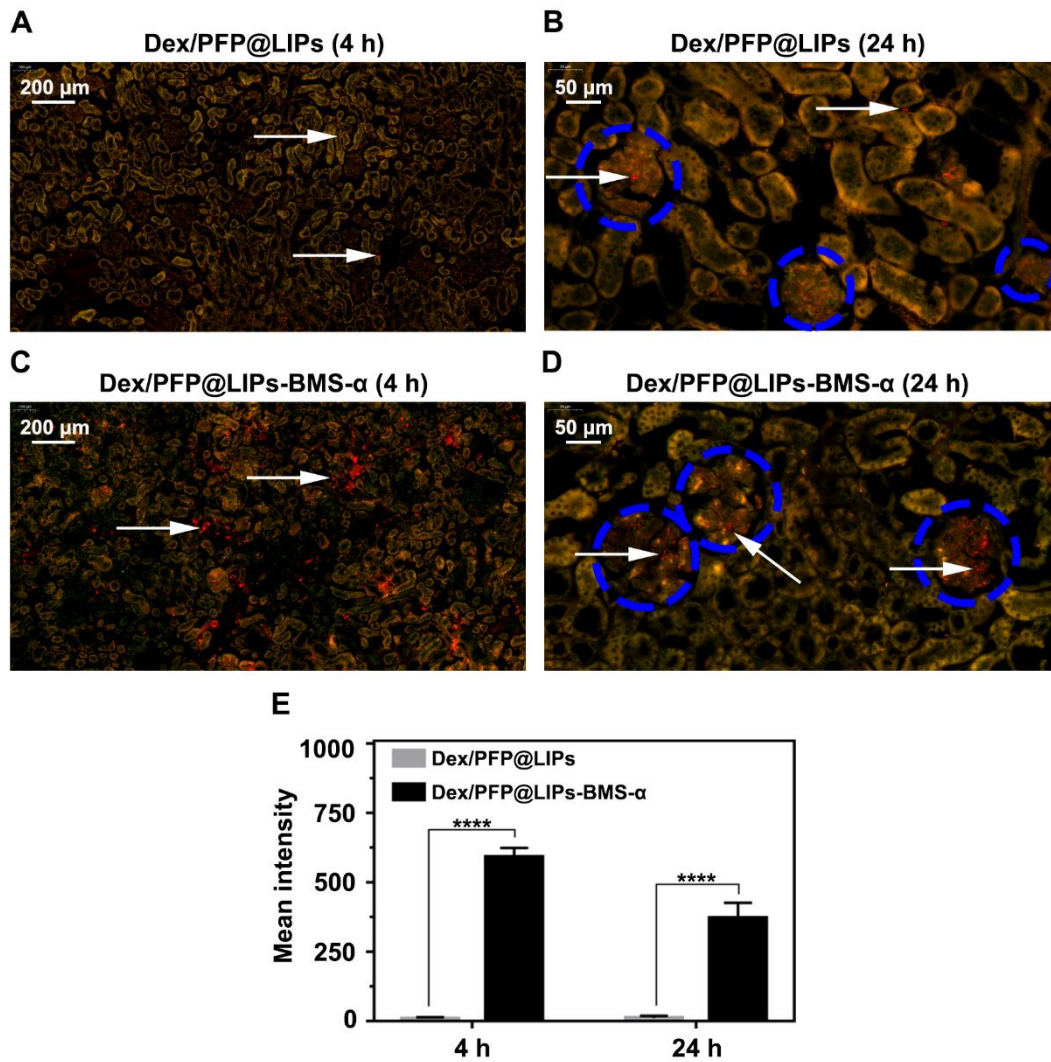 A
Dex/PFP@LIPs (4 h)
200 μm
B
Dex/PFP@LIPs (24 h)
50 μm
C
Dex/PFP@LIPs-BMS-α (4 h)
200 μm
D
Dex/PFP@LIPs-BMS-α (24 h)
50 μm
E
Mean intensity
1000
750
500
250
0
Dex/PFP@LIPs
Dex/PFP@LIPs-BMS-α
****
****
4 h
24 h